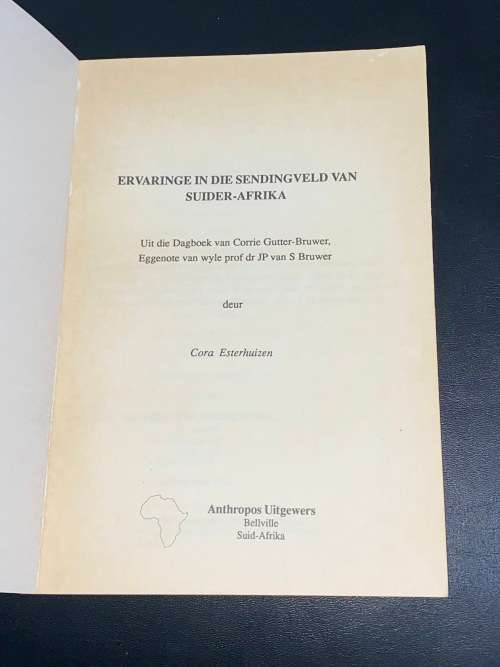 ERVARINGE IN DIE SENDINGVELD VAN
SUIDER-AFRIKA
Uit die Dagboek van Corrie Gutter-Bruwer,
Eggenote van wyle prof dr JP van S Bruwer
deur
Cora Esterhuizen
Anthropos Uitgewers
Bellville
Suid-Afrika